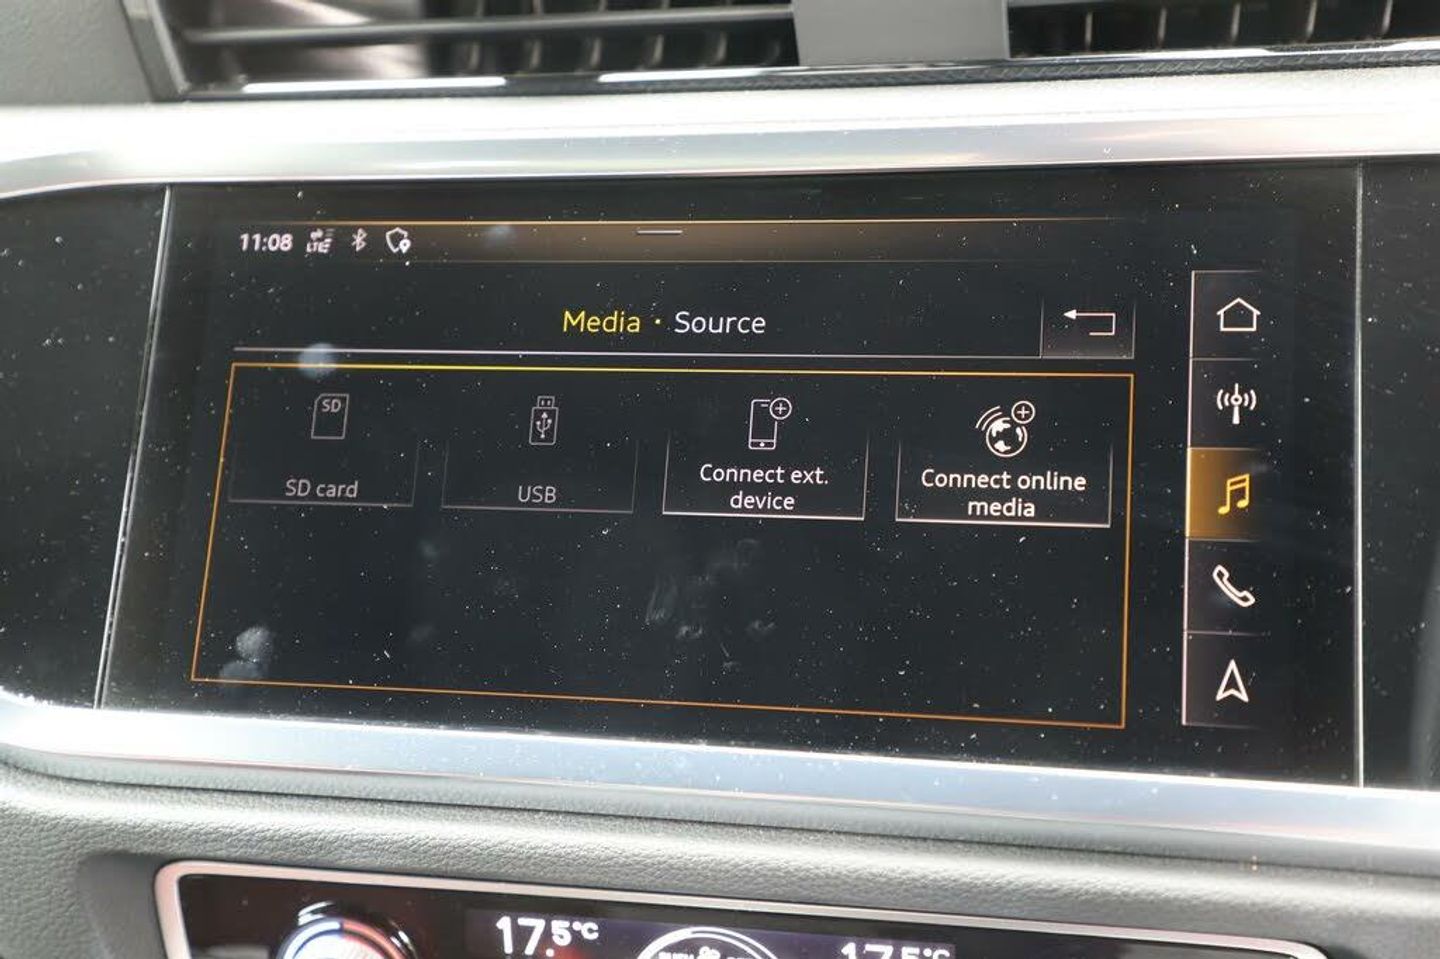 11:08 LTE
Media · Source
SD
SD card
USB
Connect ext.
device
Connect online
media
17.5°C
17.5°C